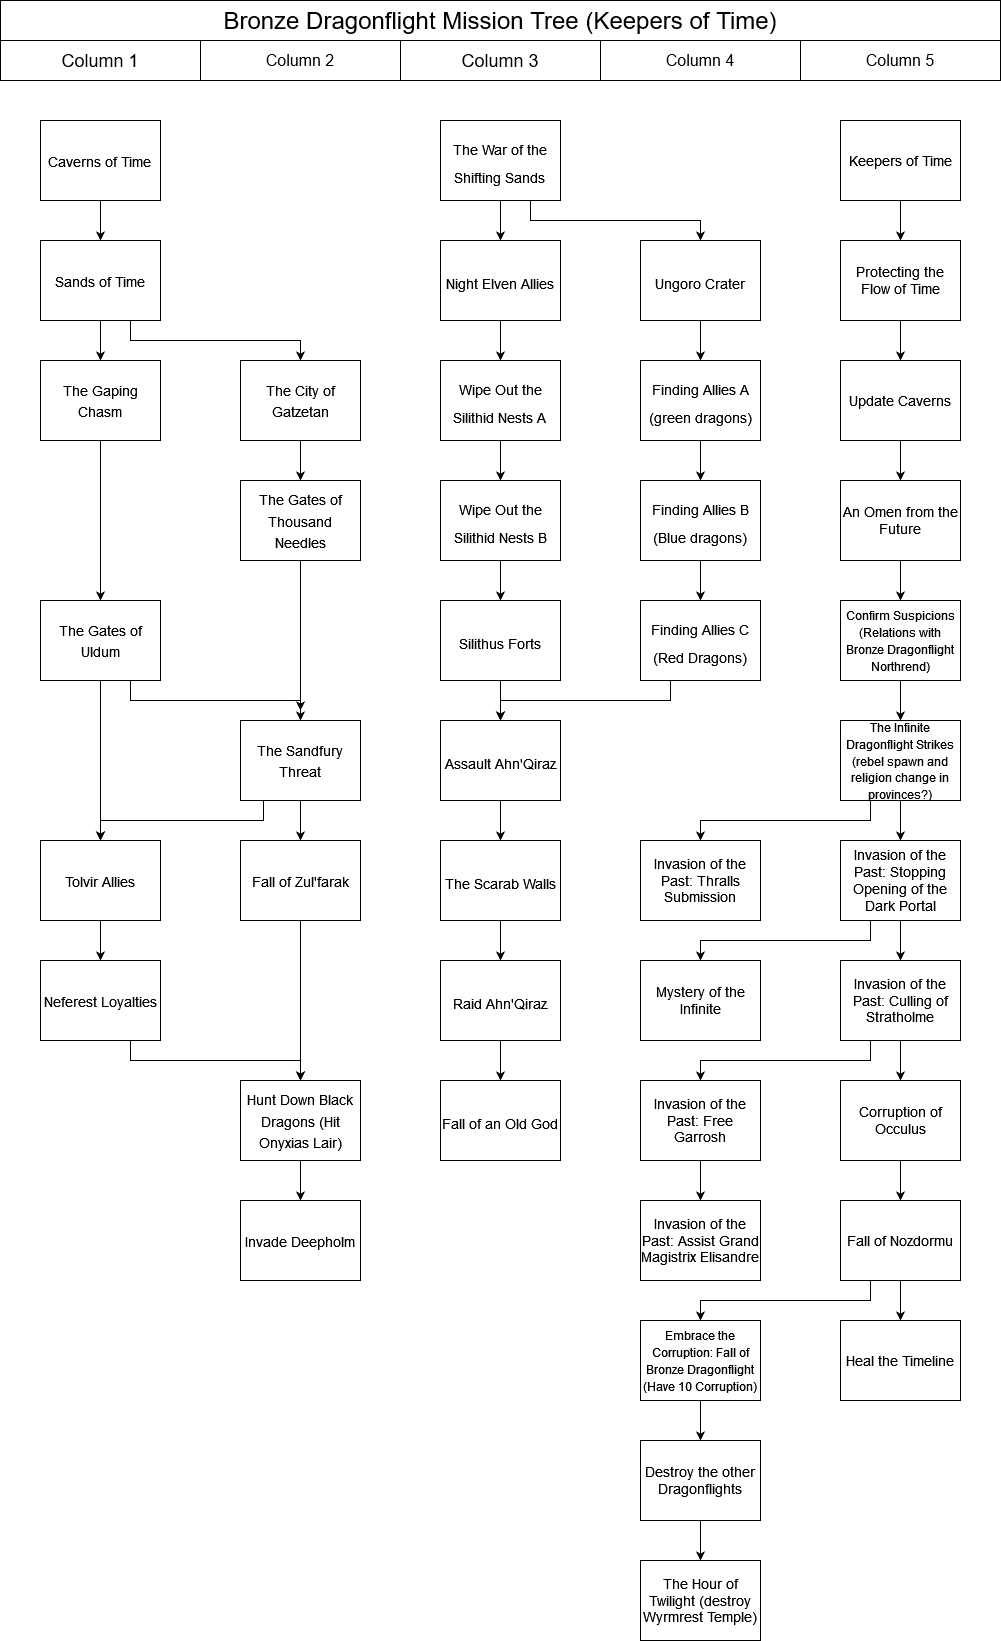 Bronze Dragonflight Mission Tree (Keepers of Time)
Column 1
Column 2
Column 3
Column 4
Column 5
Caverns of Time
The War of the
Shifting Sands
Keepers of Time
Sands of Time
Night Elven Allies
Ungoro Crater
Protecting the
Flow of Time
The Gaping
Chasm
The City of
Gatzetan
Wipe Out the
Silithid Nests A
Finding Allies A
(green dragons)
Update Caverns
The Gates of
Thousand
Needles
Wipe Out the
Silithid Nests B
Finding Allies B
(Blue dragons)
An Omen from the
Future
The Gates of
Uldum
Silithus Forts
Finding Allies C
(Red Dragons)
Confirm Suspicions
(Relations with
Bronze Dragonflight
Northrend)
The Sandfury
Threat
Assault Ahn'Qiraz
The Infinite
Dragonflight Strikes
(rebel spawn and
religion change in
provinces?)
Tolvir Allies
Fall of Zul'farak
The Scarab Walls
Invasion of the
Past: Thralls
Submission
Invasion of the
Past: Stopping
Opening of the
Dark Portal
Neferest Loyalties
Raid Ahn'Qiraz
Mystery of the
Infinite
Invasion of the
Past: Culling of
Stratholme
Hunt Down Black
Dragons (Hit
Onyxias Lair)
Fall of an Old God
Invasion of the
Past: Free
Garrosh
Corruption of
Occulus
Invade Deepholm
Invasion of the
Past: Assist Grand
Magistrix Elisandre
Fall of Nozdormu
Embrace the
Corruption: Fall of
Bronze Dragonflight
(Have 10 Corruption)
Heal the Timeline
Destroy the other
Dragonflights
The Hour of
Twilight (destroy
Wyrmrest Temple)